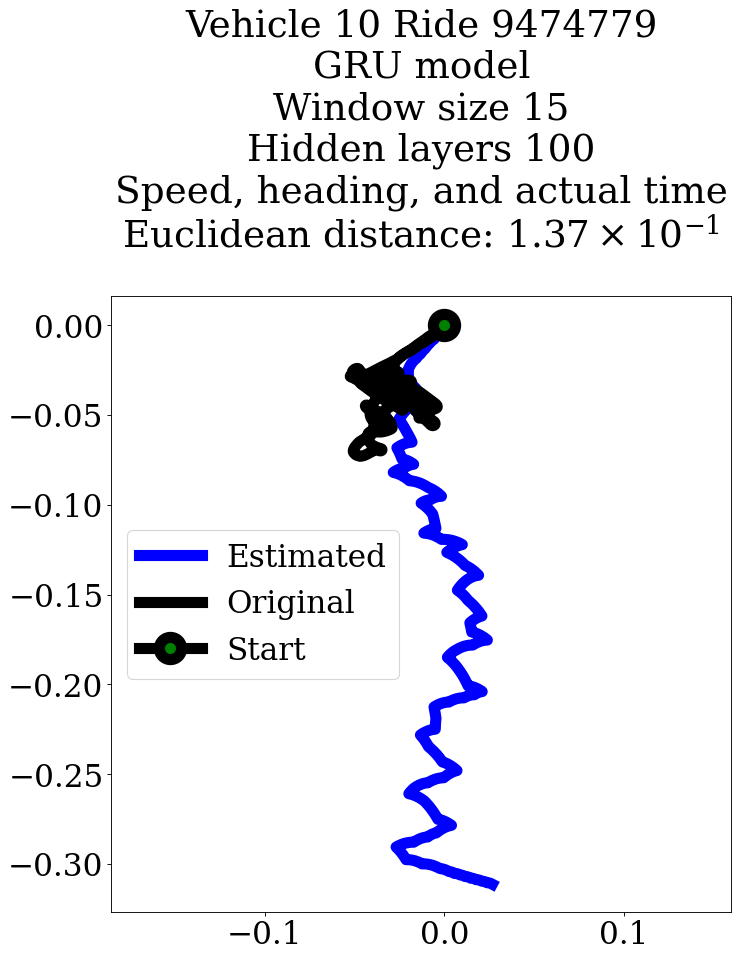 Vehicle 10 Ride 9474779
GRU model
Window size 15
Hidden layers 100
Speed, heading, and actual time
Euclidean distance: 1.37 × 10⁻¹
0.00
−0.05
−0.10
−0.15
−0.20
−0.25
−0.30
Estimated
Original
Start
−0.1
0.0
0.1